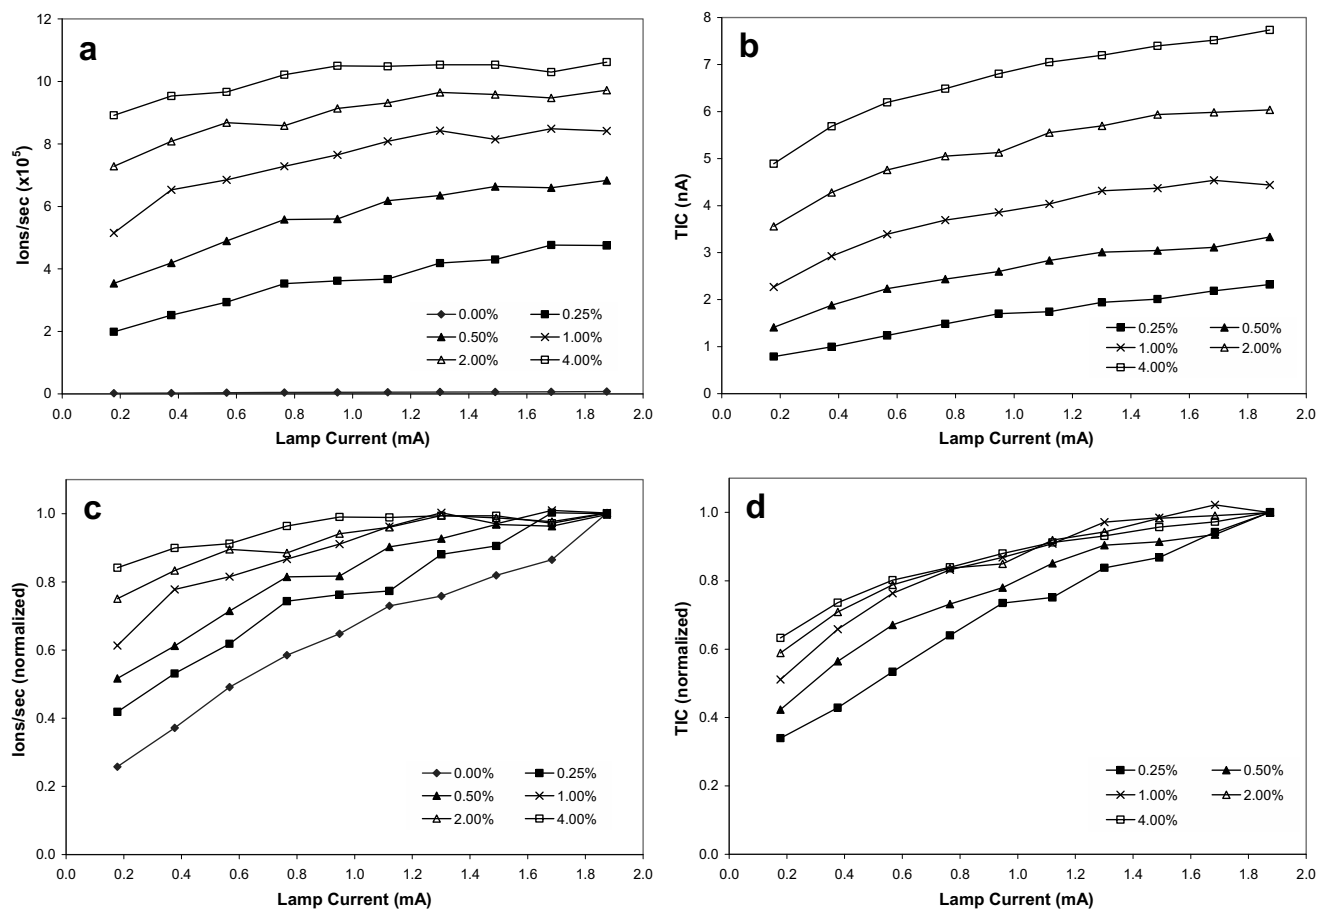 a
12
10
8
6
4
2
0
Ions/sec (x10⁵)
0.00% 0.25%
0.50% 1.00%
2.00% 4.00%
0.0 0.2 0.4 0.6 0.8 1.0 1.2 1.4 1.6 1.8 2.0
Lamp Current (mA)
b
8
7
6
5
4
3
2
1
0
TIC (nA)
0.25% 0.50%
1.00% 2.00%
4.00%
0.0 0.2 0.4 0.6 0.8 1.0 1.2 1.4 1.6 1.8 2.0
Lamp Current (mA)
c
1.0
0.8
0.6
0.4
0.2
0.0
Ions/sec (normalized)
0.00% 0.25%
0.50% 1.00%
2.00% 4.00%
0.0 0.2 0.4 0.6 0.8 1.0 1.2 1.4 1.6 1.8 2.0
Lamp Current (mA)
d
1.0
0.8
0.6
0.4
0.2
0.0
TIC (normalized)
0.25% 0.50%
1.00% 2.00%
4.00%
0.0 0.2 0.4 0.6 0.8 1.0 1.2 1.4 1.6 1.8 2.0
Lamp Current (mA)